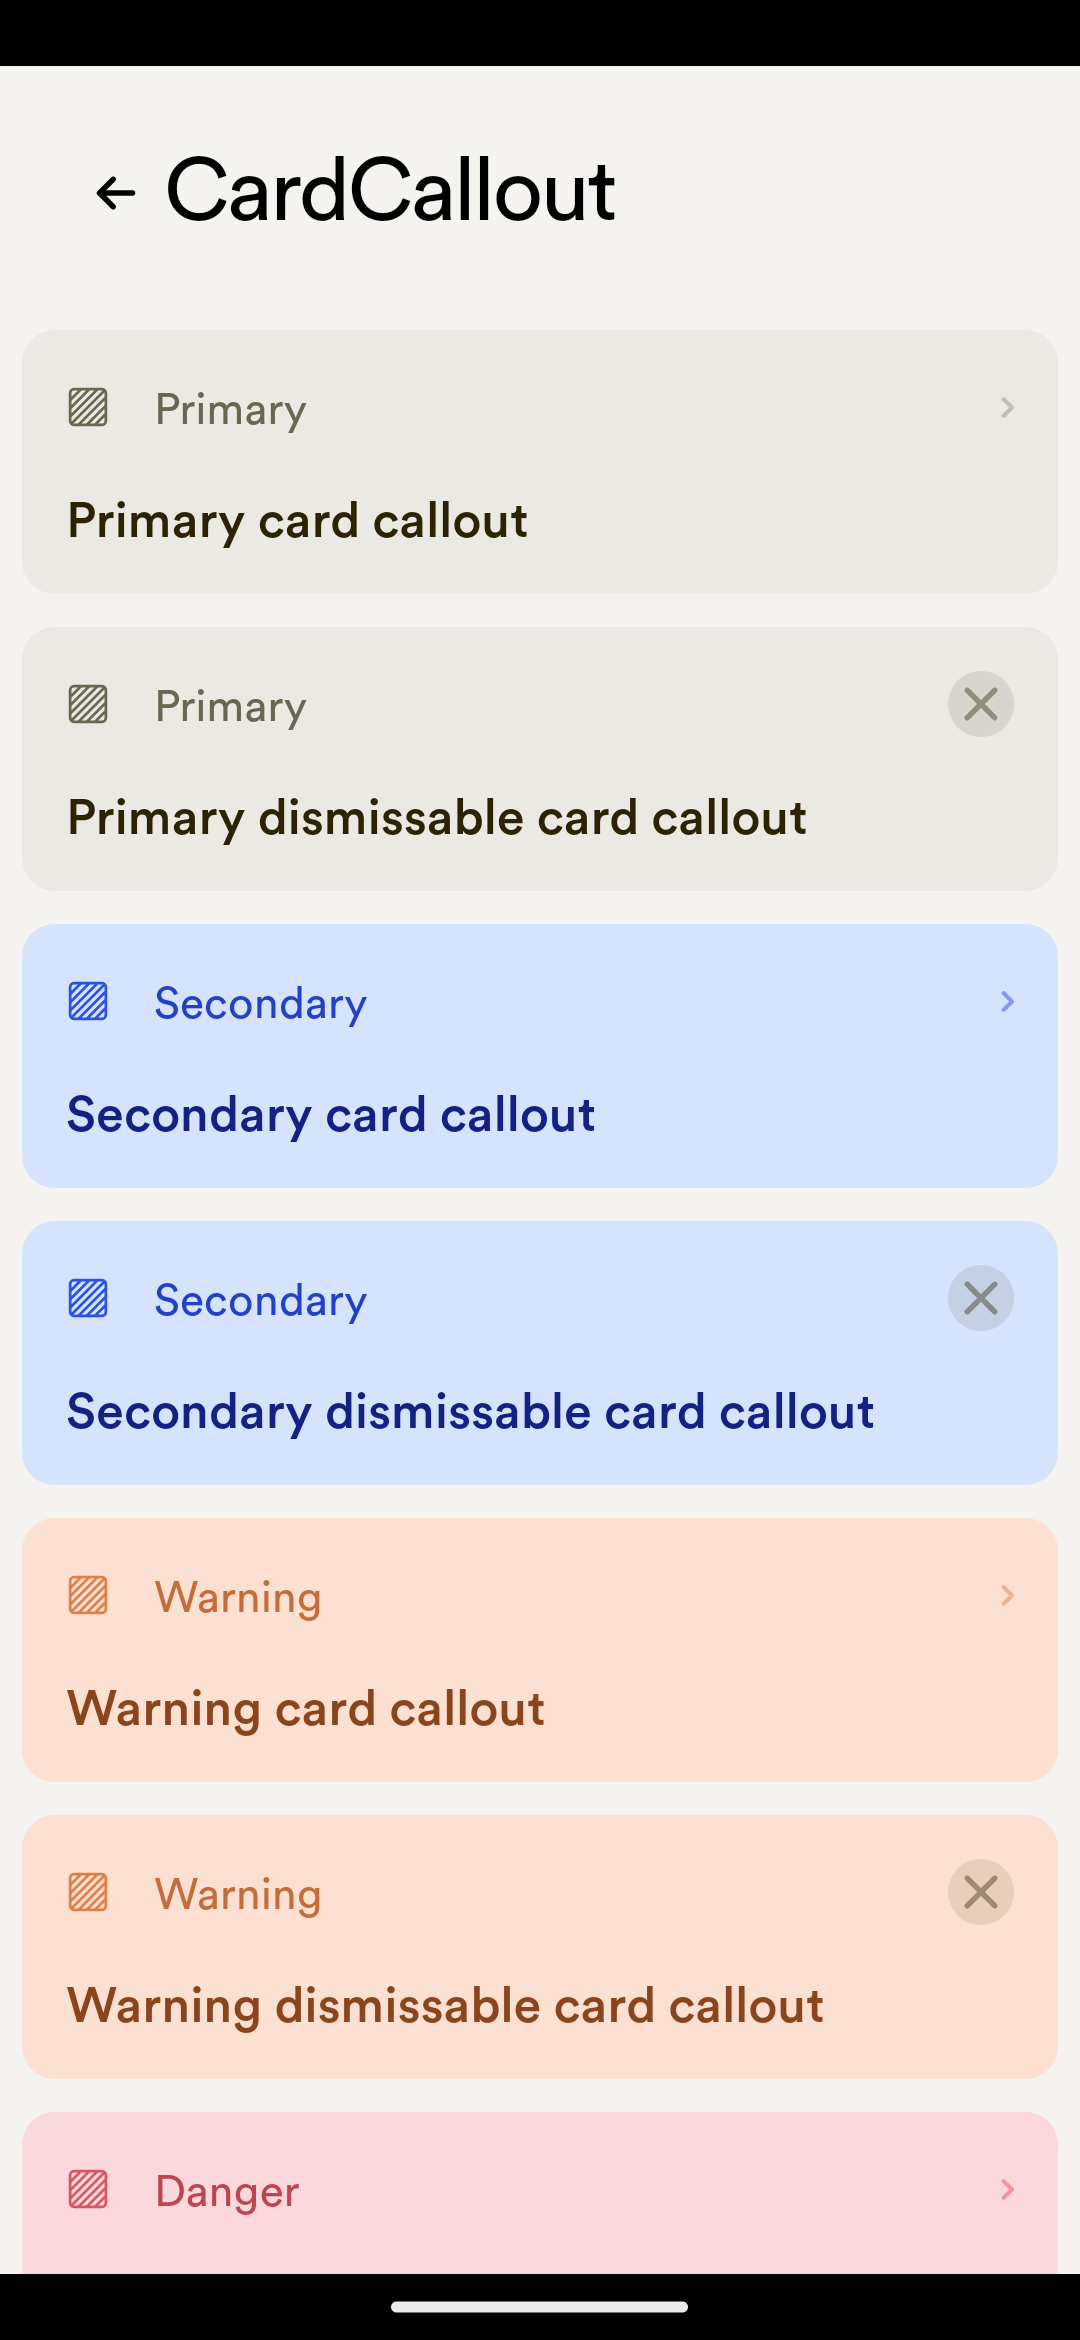 CardCallout
Primary
Primary card callout
Primary
Primary dismissable card callout
Secondary
Secondary card callout
Secondary
Secondary dismissable card callout
Warning
Warning card callout
Warning
Warning dismissable card callout
Danger